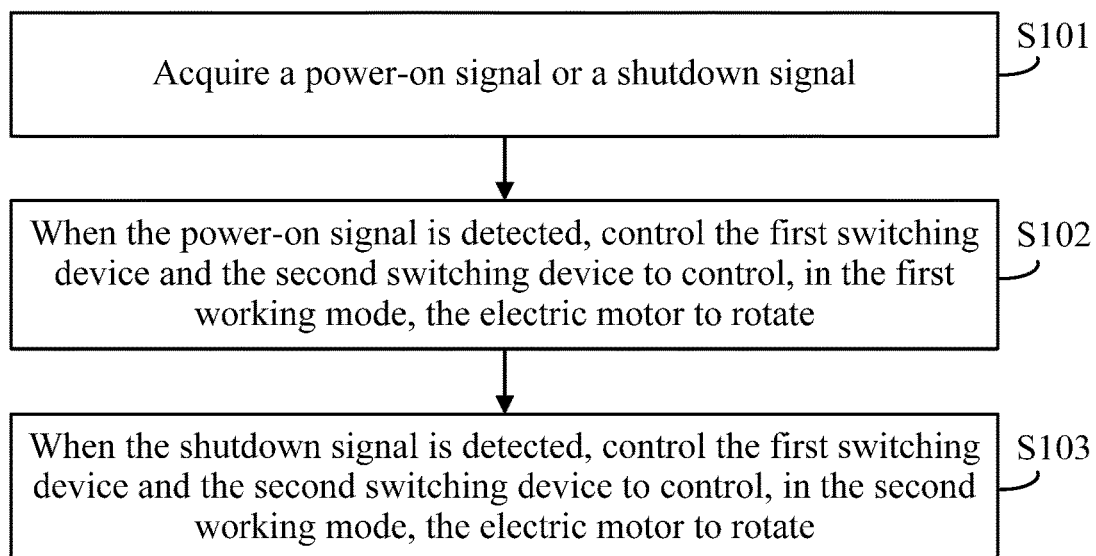 Acquire a power-on signal or a shutdown signal
S101
When the power-on signal is detected, control the first switching
device and the second switching device to control, in the first
working mode, the electric motor to rotate
S102
When the shutdown signal is detected, control the first switching
device and the second switching device to control, in the second
working mode, the electric motor to rotate
S103